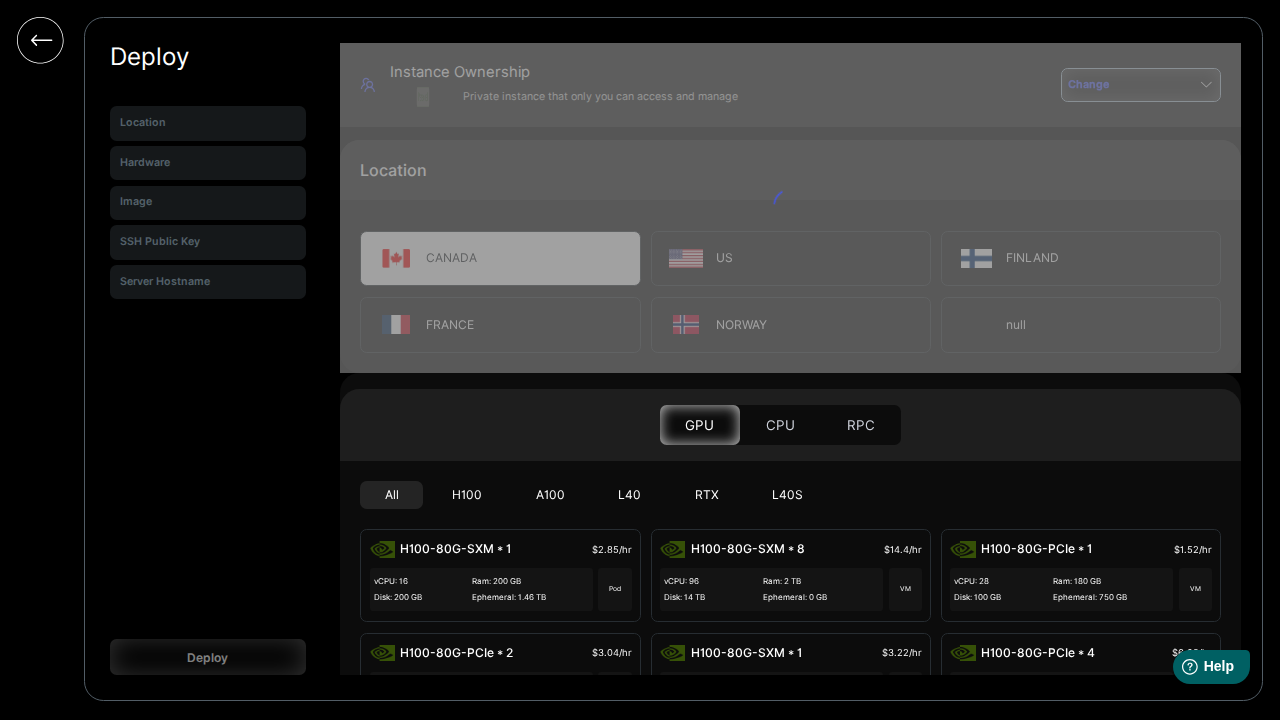 Deploy
Location
Hardware
Image
SSH Public Key
Server Hostname
Deploy
Instance Ownership
Private instance that only you can access and manage
Change
Location
CANADA
US
FINLAND
FRANCE
NORWAY
null
GPU
CPU
RPC
All
H100
A100
L40
RTX
L40S
H100-80G-SXM * 1
$2.85/hr
vCPU: 16
Ram: 200 GB
Disk: 200 GB
Ephemeral: 1.46 TB
Pod
H100-80G-SXM * 8
$14.4/hr
vCPU: 96
Ram: 2 TB
Disk: 14 TB
Ephemeral: 0 GB
VM
H100-80G-PCIe * 1
$1.52/hr
vCPU: 28
Ram: 180 GB
Disk: 100 GB
Ephemeral: 750 GB
VM
H100-80G-PCIe * 2
$3.04/hr
H100-80G-SXM * 1
$3.22/hr
H100-80G-PCIe * 4
Help